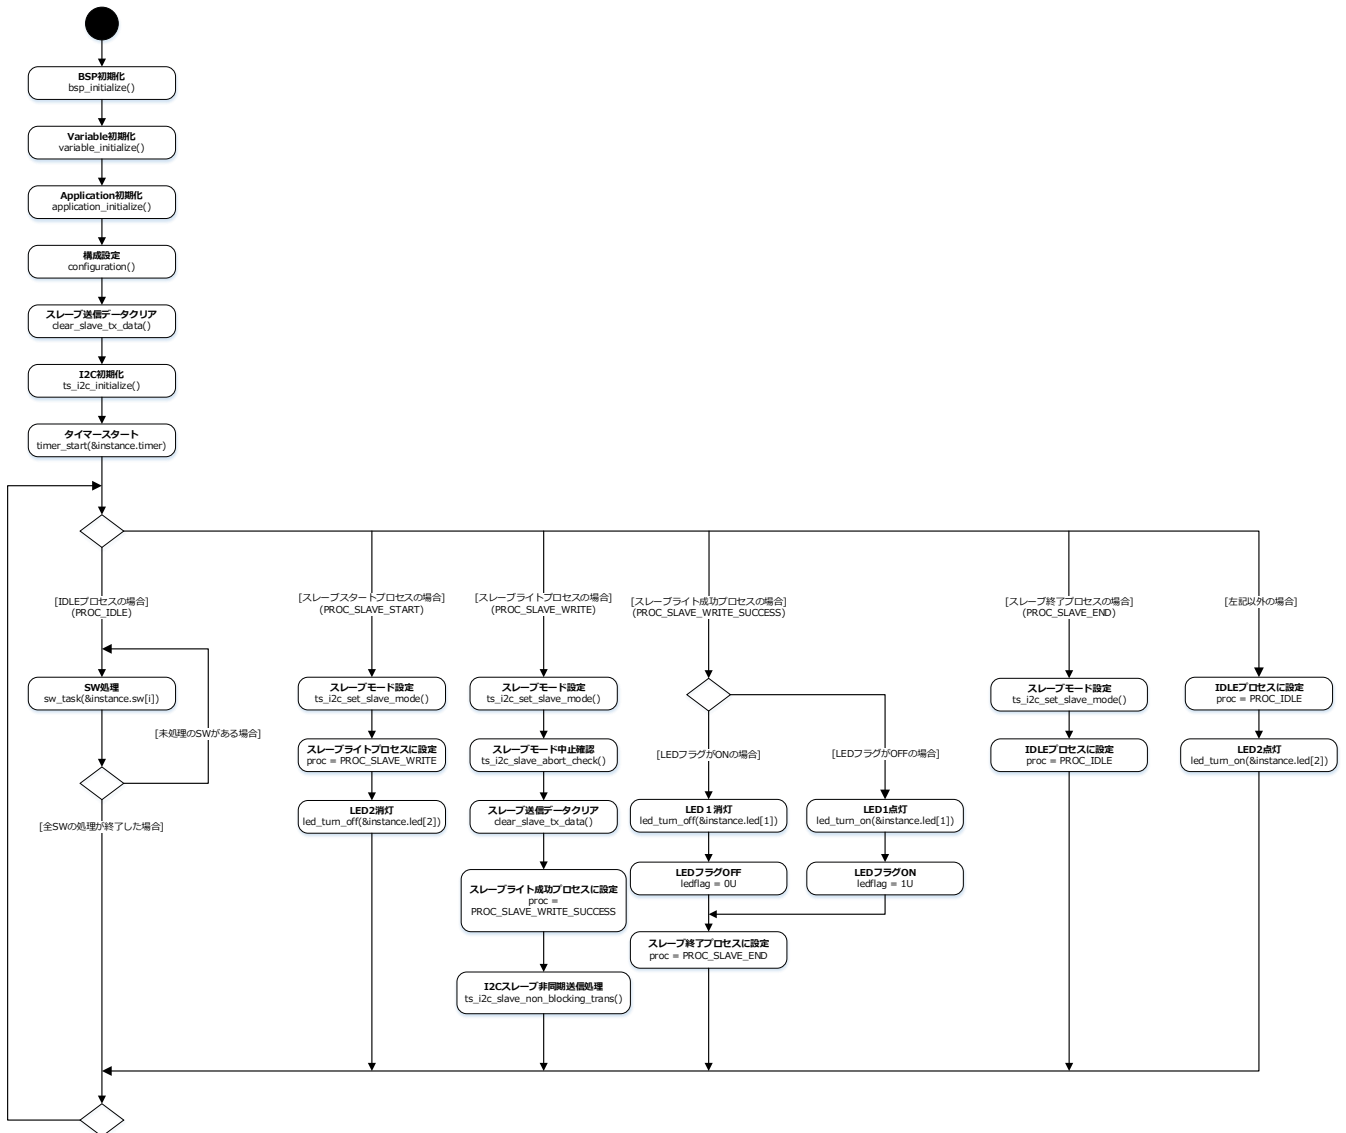 BSP初期化
bsp_initialize()
Variable初期化
variable_initialize()
Application初期化
application_initialize()
構成設定
configuration()
スレーブ送信データクリア
clear_slave_tx_data()
I2C初期化
ts_i2c_initialize()
タイマースタート
timer_start(&instance.timer)
[IDLEプロセスの場合]
(PROC_IDLE)
[スレーブスタートプロセスの場合]
(PROC_SLAVE_START)
[スレーブライトプロセスの場合]
(PROC_SLAVE_WRITE)
[スレーブライト成功プロセスの場合]
(PROC_SLAVE_WRITE_SUCCESS)
[スレーブ終了プロセスの場合]
(PROC_SLAVE_END)
[左記以外の場合]
SW処理
sw_task(&instance.sw[i])
[未処理のSWがある場合]
[全SWの処理が終了した場合]
スレーブモード設定
ts_i2c_set_slave_mode()
スレーブライトプロセスに設定
proc = PROC_SLAVE_WRITE
LED2消灯
led_turn_off(&instance.led[2])
スレーブモード設定
ts_i2c_set_slave_mode()
スレーブモード中止確認
ts_i2c_slave_abort_check()
スレーブ送信データクリア
clear_slave_tx_data()
スレーブライト成功プロセスに設定
proc =
PROC_SLAVE_WRITE_SUCCESS
I2Cスレーブ非同期送信処理
ts_i2c_slave_non_blocking_trans()
[LEDフラグがONの場合]
[LEDフラグがOFFの場合]
LED１消灯
led_turn_off(&instance.led[1])
LED1点灯
led_turn_on(&instance.led[1])
LEDフラグOFF
ledflag = 0U
LEDフラグON
ledflag = 1U
スレーブ終了プロセスに設定
proc = PROC_SLAVE_END
スレーブモード設定
ts_i2c_set_slave_mode()
IDLEプロセスに設定
proc = PROC_IDLE
IDLEプロセスに設定
proc = PROC_IDLE
LED2点灯
led_turn_on(&instance.led[2])